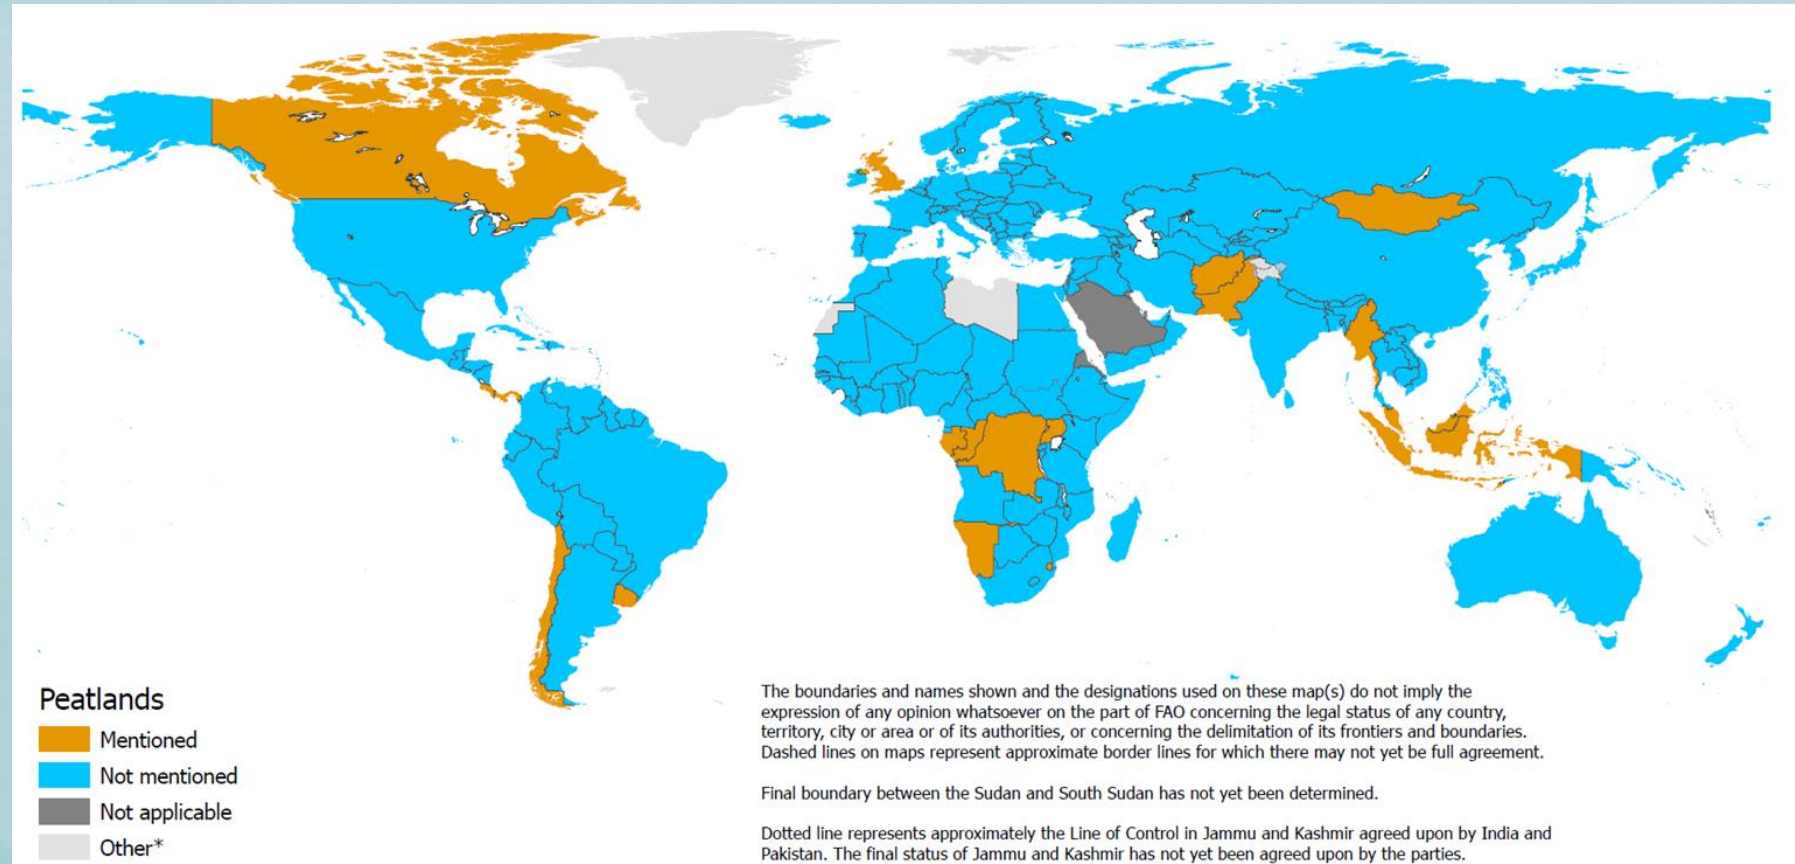 Peatlands
Mentioned
Not mentioned
Not applicable
Other*
The boundaries and names shown and the designations used on these map(s) do not imply the
expression of any opinion whatsoever on the part of FAO concerning the legal status of any country,
territory, city or area or of its authorities, or concerning the delimitation of its frontiers and boundaries.
Dashed lines on maps represent approximate border lines for which there may not yet be full agreement.
Final boundary between the Sudan and South Sudan has not yet been determined.
Dotted line represents approximately the Line of Control in Jammu and Kashmir agreed upon by India and
Pakistan. The final status of Jammu and Kashmir has not yet been agreed upon by the parties.